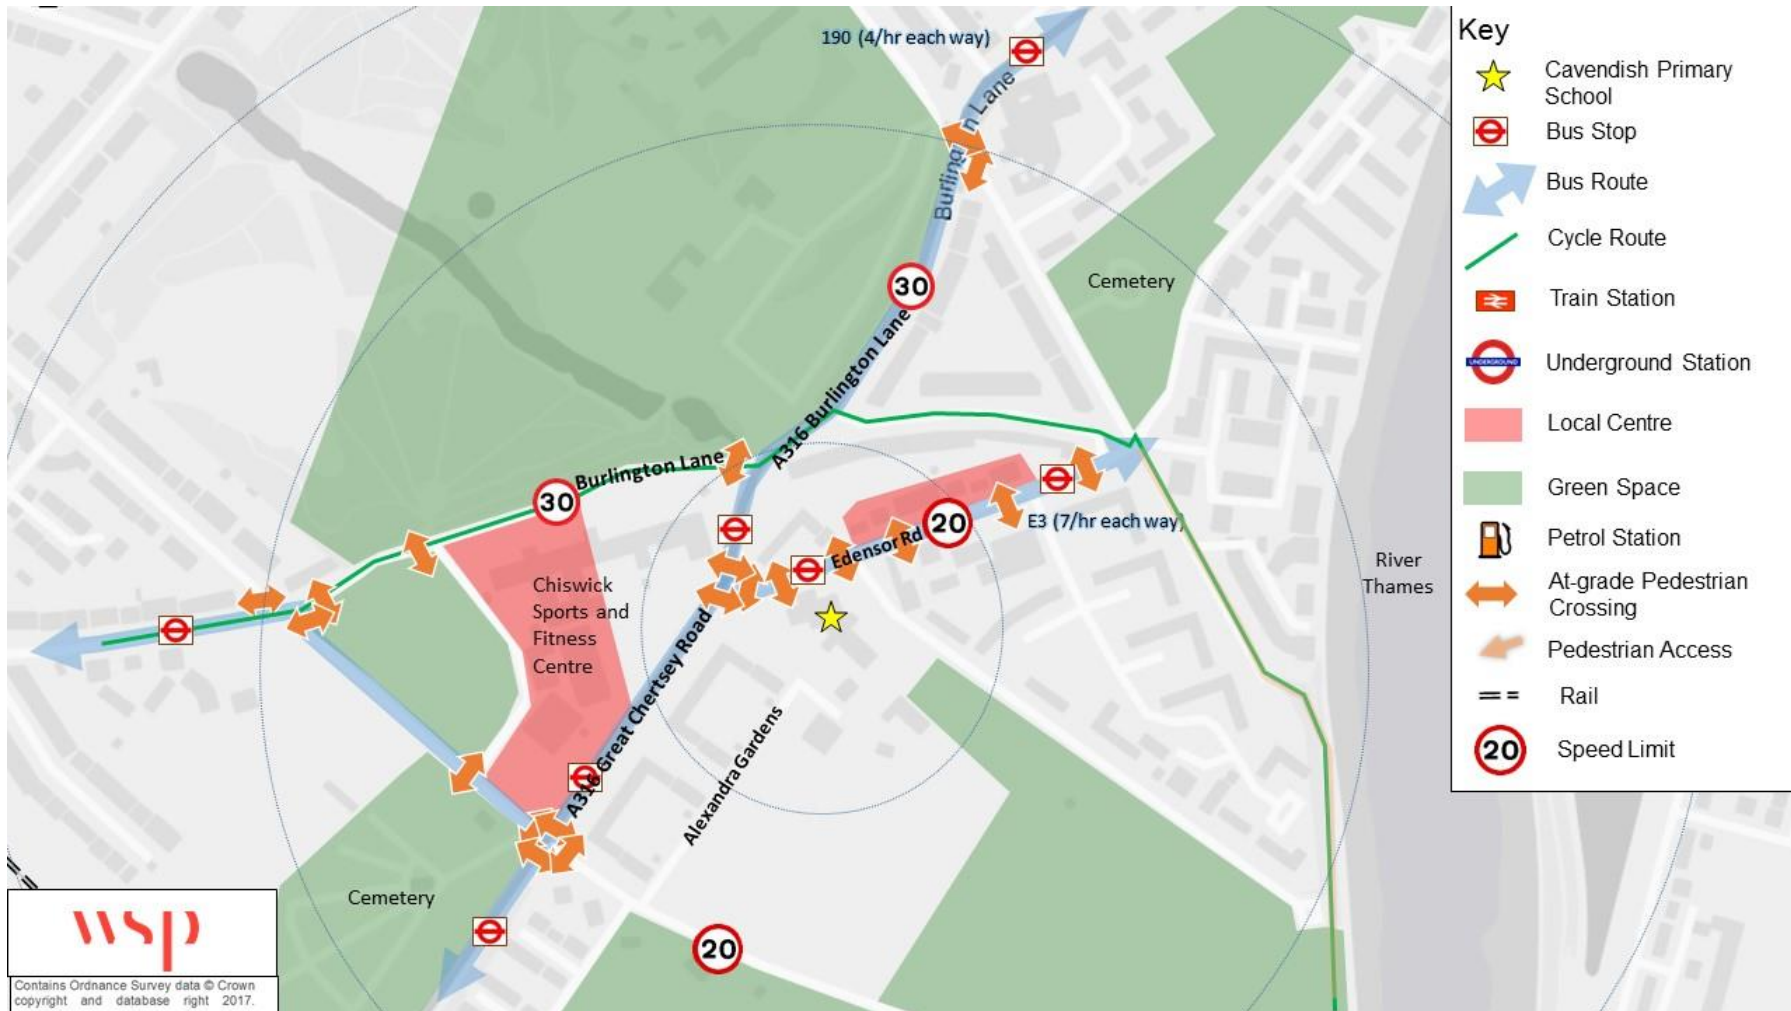 190 (4/hr each way)
Burlington Lane
30
Cemetery
A316 Burlington Lane
Burlington Lane
30
20
Edensor Rd
E3 (7/hr each way)
Chiswick
Sports and
Fitness
Centre
River
Thames
A316 Great Chertsey Road
Alexandra Gardens
Cemetery
20
wsp
Contains Ordnance Survey data © Crown
copyright and database right 2017.
Key
Cavendish Primary
School
Bus Stop
Bus Route
Cycle Route
Train Station
UNDERGROUND
Underground Station
Local Centre
Green Space
Petrol Station
At-grade Pedestrian
Crossing
Pedestrian Access
Rail
20
Speed Limit